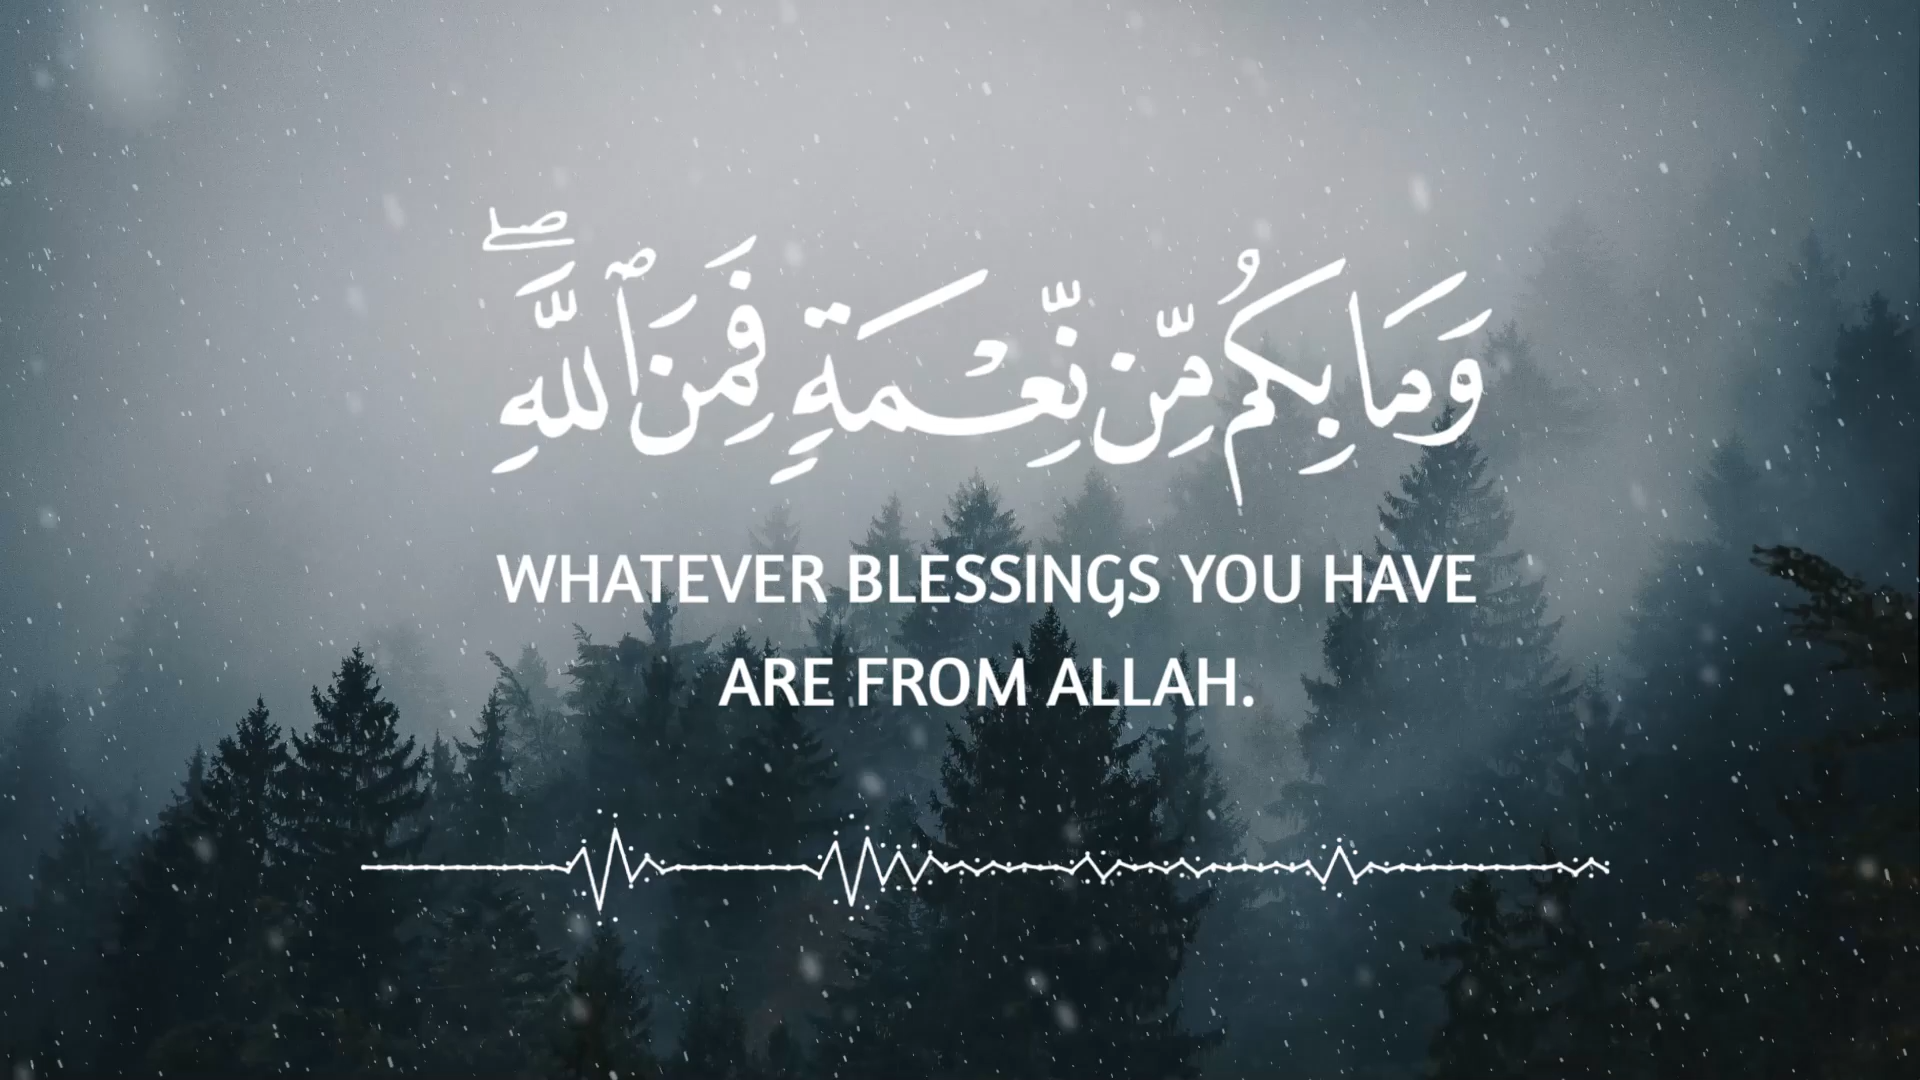 وَمَا بِكُم مِّن نِّعْمَةٍ فَمِنَ ٱللَّهِ ۖ
WHATEVER BLESSINGS YOU HAVE
ARE FROM ALLAH.